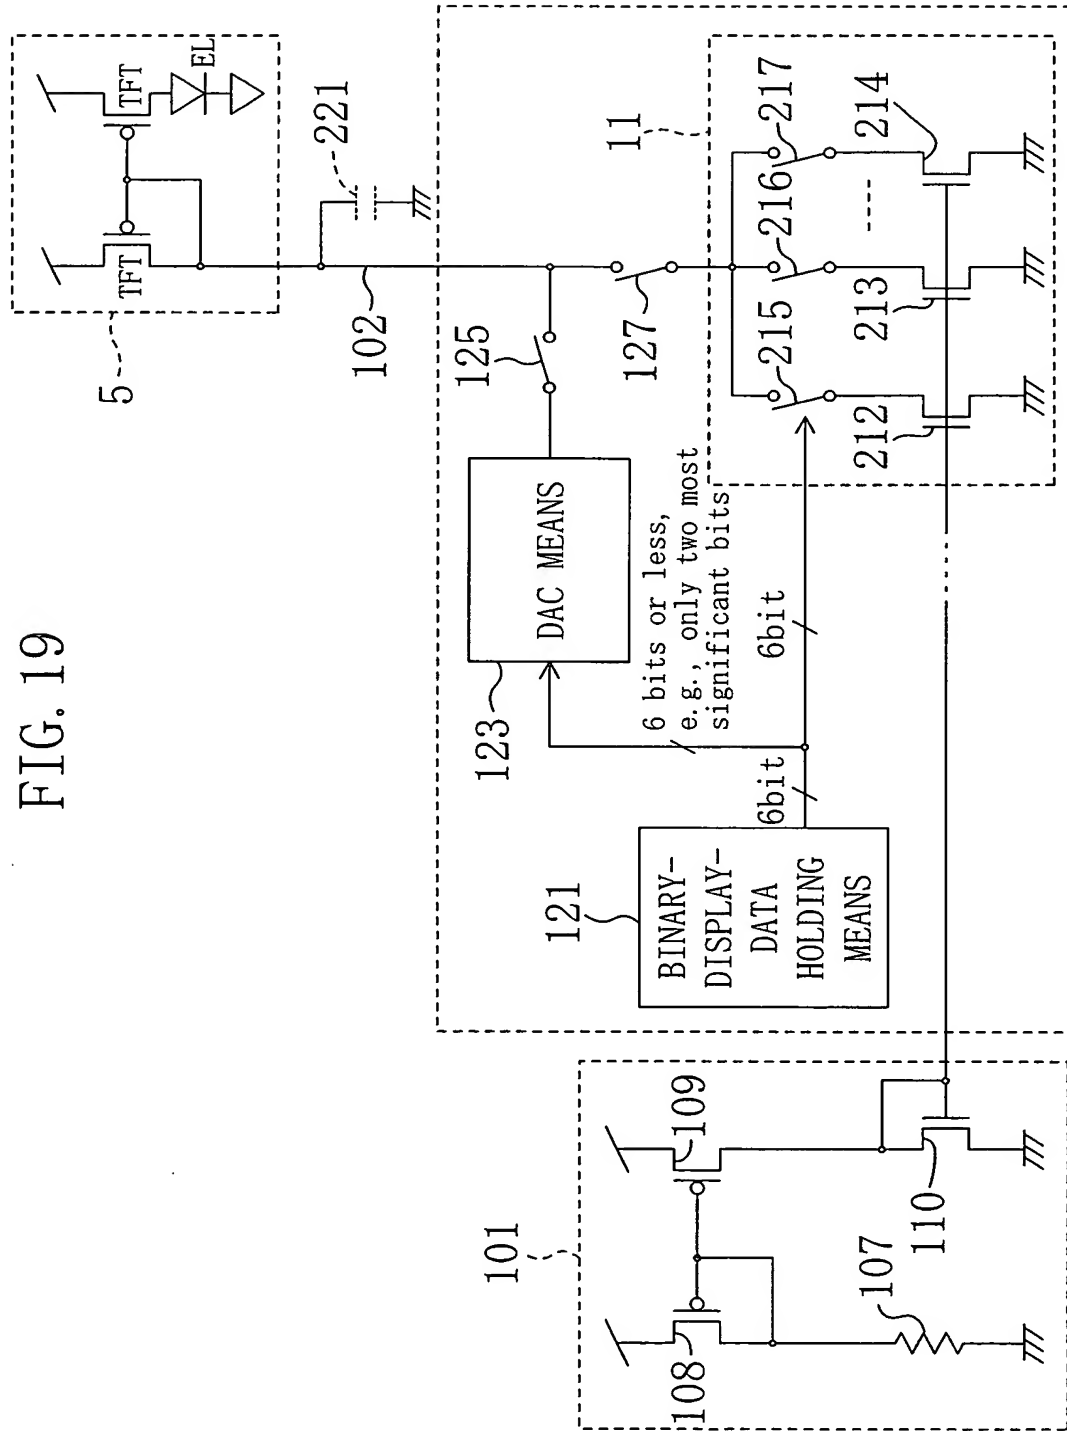 FIG. 19
5
TFT
TFT
EL
221
102
125
127
123
DAC MEANS
6 bits or less,
e.g., only two most
significant bits
11
215
216
217
212
213
214
121
BINARY-
DISPLAY-
DATA
HOLDING
MEANS
6bit
6bit
101
108
109
107
110